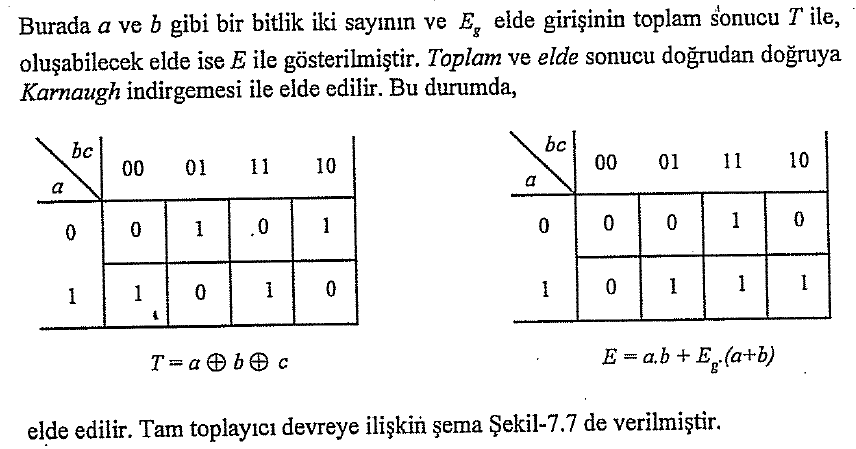 Burada a ve b gibi bir bitlik iki sayının ve E_g elde girişinin toplam sonucu T ile,
oluşabilecek elde ise E ile gösterilmiştir. Toplam ve elde sonucu doğrudan doğruya
Karnaugh indirgemesi ile elde edilir. Bu durumda,
bc 00 01 11 10
a
0 0 1 0 1
1 1 0 1 0
T = a ⊕ b ⊕ c
bc 00 01 11 10
a
0 0 0 1 0
1 0 1 1 1
E = a.b + E_g.(a+b)
elde edilir. Tam toplayıcı devreye ilişkin şema Şekil-7.7 de verilmiştir.